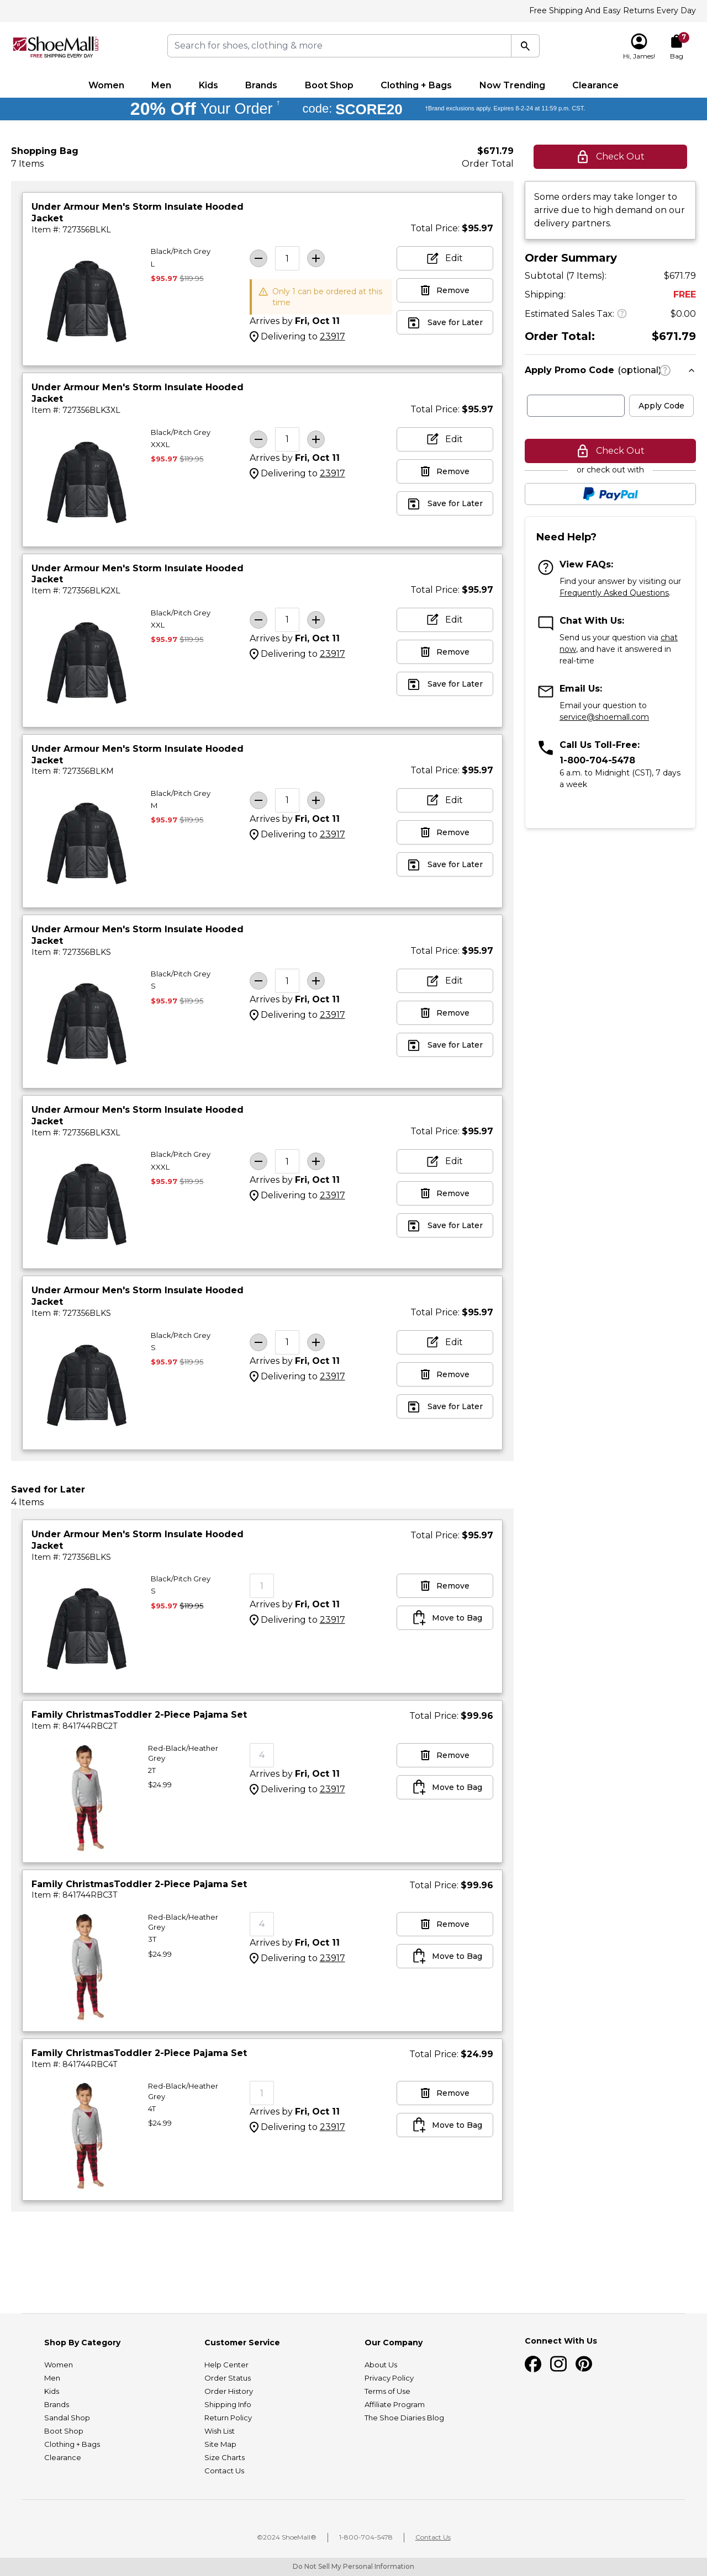 Free Shipping And Easy Returns Every Day
ShoeMall.com
FREE SHIPPING EVERY DAY
Search for shoes, clothing & more
Hi, James!
7
Bag
Women
Men
Kids
Brands
Boot Shop
Clothing + Bags
Now Trending
Clearance
20% Off Your Order †
code: SCORE20
†Brand exclusions apply. Expires 8-2-24 at 11:59 p.m. CST.
Shopping Bag
7 Items
$671.79
Order Total
Under Armour Men's Storm Insulate Hooded
Jacket
Item #: 727356BLKL
Total Price: $95.97
Black/Pitch Grey
L
$95.97 $119.95
1
Only 1 can be ordered at this
time
Arrives by Fri, Oct 11
Delivering to 23917
Edit
Remove
Save for Later
Under Armour Men's Storm Insulate Hooded
Jacket
Item #: 727356BLK3XL
Total Price: $95.97
Black/Pitch Grey
XXXL
$95.97 $119.95
1
Arrives by Fri, Oct 11
Delivering to 23917
Edit
Remove
Save for Later
Under Armour Men's Storm Insulate Hooded
Jacket
Item #: 727356BLK2XL
Total Price: $95.97
Black/Pitch Grey
XXL
$95.97 $119.95
1
Arrives by Fri, Oct 11
Delivering to 23917
Edit
Remove
Save for Later
Under Armour Men's Storm Insulate Hooded
Jacket
Item #: 727356BLKM
Total Price: $95.97
Black/Pitch Grey
M
$95.97 $119.95
1
Arrives by Fri, Oct 11
Delivering to 23917
Edit
Remove
Save for Later
Under Armour Men's Storm Insulate Hooded
Jacket
Item #: 727356BLKS
Total Price: $95.97
Black/Pitch Grey
S
$95.97 $119.95
1
Arrives by Fri, Oct 11
Delivering to 23917
Edit
Remove
Save for Later
Under Armour Men's Storm Insulate Hooded
Jacket
Item #: 727356BLK3XL
Total Price: $95.97
Black/Pitch Grey
XXXL
$95.97 $119.95
1
Arrives by Fri, Oct 11
Delivering to 23917
Edit
Remove
Save for Later
Under Armour Men's Storm Insulate Hooded
Jacket
Item #: 727356BLKS
Total Price: $95.97
Black/Pitch Grey
S
$95.97 $119.95
1
Arrives by Fri, Oct 11
Delivering to 23917
Edit
Remove
Save for Later
Check Out
Some orders may take longer to
arrive due to high demand on our
delivery partners.
Order Summary
Subtotal (7 Items): $671.79
Shipping: FREE
Estimated Sales Tax: ? $0.00
Order Total: $671.79
Apply Promo Code (optional) ?
Apply Code
Check Out
or check out with
PayPal
Need Help?
View FAQs:
Find your answer by visiting our
Frequently Asked Questions.
Chat With Us:
Send us your question via chat
now, and have it answered in
real-time
Email Us:
Email your question to
service@shoemall.com
Call Us Toll-Free:
1-800-704-5478
6 a.m. to Midnight (CST), 7 days
a week
Saved for Later
4 Items
Under Armour Men's Storm Insulate Hooded
Jacket
Item #: 727356BLKS
Total Price: $95.97
Black/Pitch Grey
S
$95.97 $119.95
1
Arrives by Fri, Oct 11
Delivering to 23917
Remove
Move to Bag
Family ChristmasToddler 2-Piece Pajama Set
Item #: 841744RBC2T
Total Price: $99.96
Red-Black/Heather
Grey
2T
$24.99
4
Arrives by Fri, Oct 11
Delivering to 23917
Remove
Move to Bag
Family ChristmasToddler 2-Piece Pajama Set
Item #: 841744RBC3T
Total Price: $99.96
Red-Black/Heather
Grey
3T
$24.99
4
Arrives by Fri, Oct 11
Delivering to 23917
Remove
Move to Bag
Family ChristmasToddler 2-Piece Pajama Set
Item #: 841744RBC4T
Total Price: $24.99
Red-Black/Heather
Grey
4T
$24.99
1
Arrives by Fri, Oct 11
Delivering to 23917
Remove
Move to Bag
Shop By Category
Women
Men
Kids
Brands
Sandal Shop
Boot Shop
Clothing + Bags
Clearance
Customer Service
Help Center
Order Status
Order History
Shipping Info
Return Policy
Wish List
Site Map
Size Charts
Contact Us
Our Company
About Us
Privacy Policy
Terms of Use
Affiliate Program
The Shoe Diaries Blog
Connect With Us
©2024 ShoeMall®
1-800-704-5478
Contact Us
Do Not Sell My Personal Information